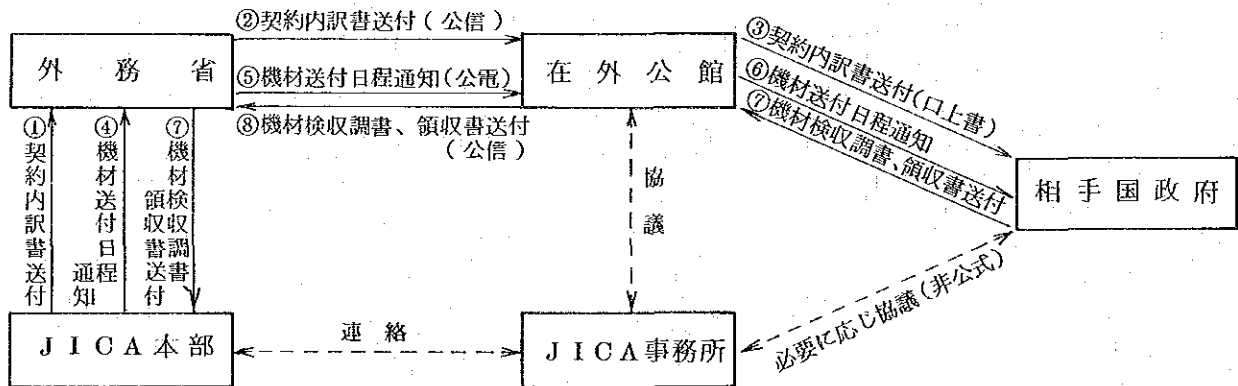 ②契約内訳書送付(公信)
外務省
⑤機材送付日程通知(公電)
在外公館
③契約内訳書送付(口上書)
⑥機材送付日程通知
⑦機材検収調書、領収書送付
⑧機材検収調書、領収書送付
(公信)
①契約内訳書送付
④機材送付日程
通知
⑦機材検収調書
領収書送付
協議
相手国政府
JICA本部
連絡
JICA事務所
必要に応じ協議(非公式)